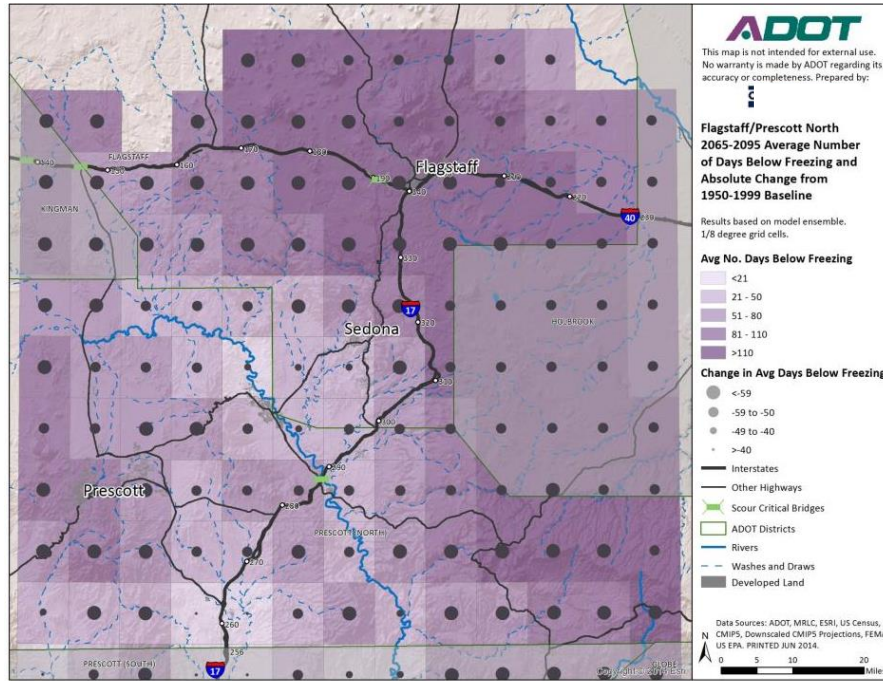 FLAGSTAFF
Flagstaff
KINGMAN
40
17
Sedona
HOLBROOK
Prescott
PRESCOTT (NORTH)
270
260
256
17
PRESCOTT (SOUTH)
GLOBE
ADOT
This map is not intended for external use.
No warranty is made by ADOT regarding its
accuracy or completeness. Prepared by:
Flagstaff/Prescott North
2065-2095 Average Number
of Days Below Freezing and
Absolute Change from
1950-1999 Baseline
Results based on model ensemble.
1/8 degree grid cells.
Avg No. Days Below Freezing
<21
21 - 50
51 - 80
81 - 110
>110
Change in Avg Days Below Freezing
<-59
-59 to -50
-49 to -40
>-40
Interstates
Other Highways
Scour Critical Bridges
ADOT Districts
Rivers
Washes and Draws
Developed Land
Data Sources: ADOT, MRLC, ESRI, US Census,
CMIP5, Downscaled CMIP5 Projections, FEMA
US EPA. PRINTED JUN 2014.
N
0 5 10 20
Miles